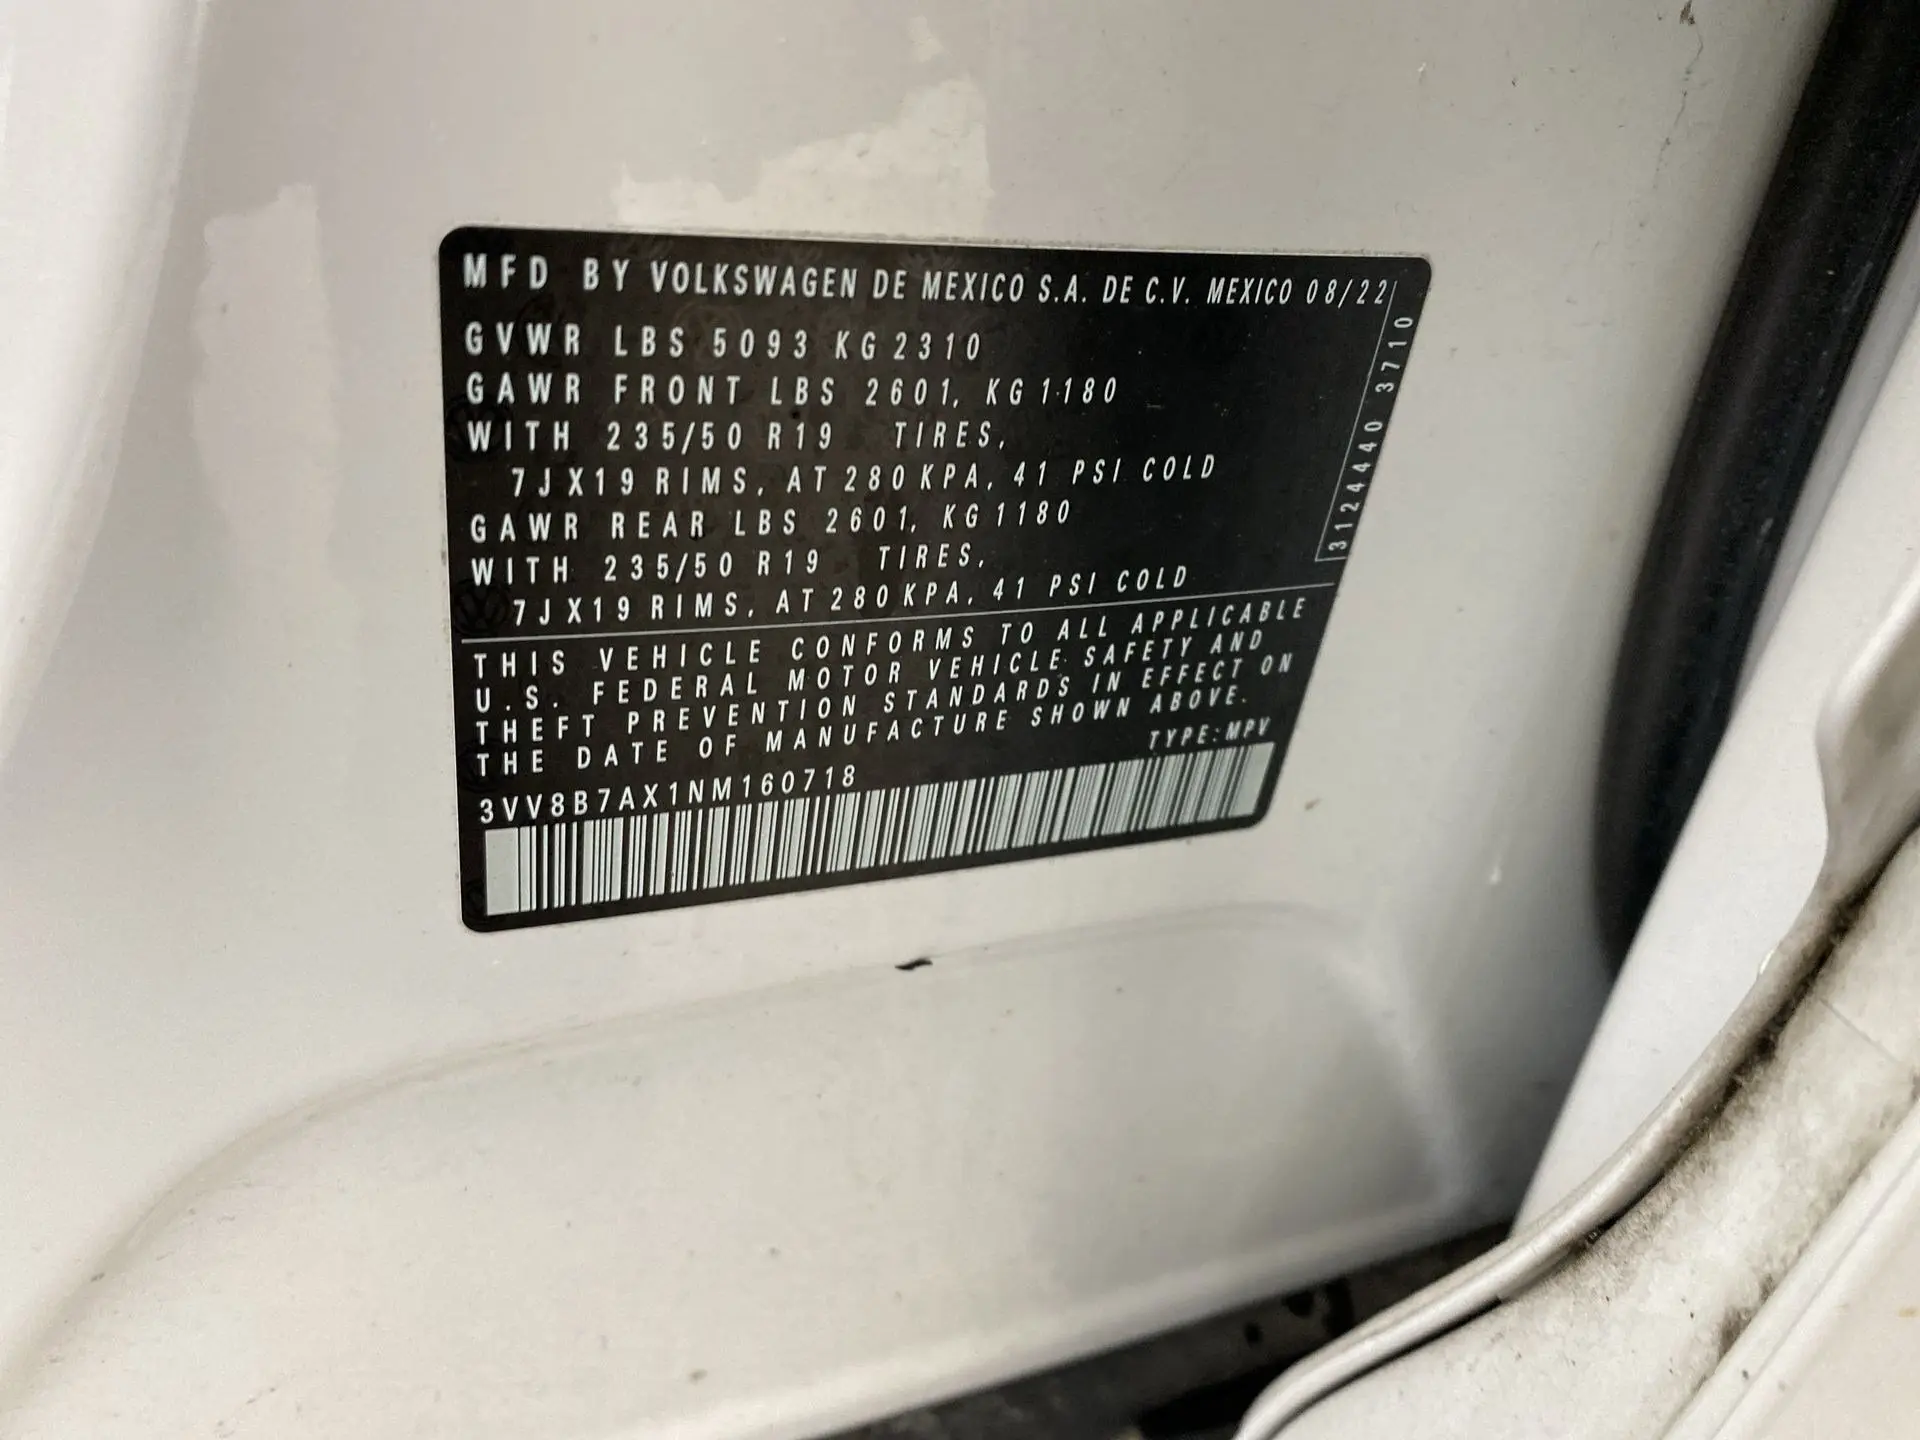 MFD BY VOLKSWAGEN DE MEXICO S.A. DE C.V. MEXICO 08/22
GVWR LBS 5093 KG 2310
GAWR FRONT LBS 2601, KG 1180
WITH 235/50 R19 TIRES,
7JX19 RIMS, AT 280 KPA, 41 PSI COLD
GAWR REAR LBS 2601, KG 1180
WITH 235/50 R19 TIRES,
7JX19 RIMS, AT 280 KPA, 41 PSI COLD
3124440 3710
THIS VEHICLE CONFORMS TO ALL APPLICABLE
U.S. FEDERAL MOTOR VEHICLE SAFETY AND
THEFT PREVENTION STANDARDS IN EFFECT ON
THE DATE OF MANUFACTURE SHOWN ABOVE.
TYPE: MPV
3VV8B7AX1NM160718